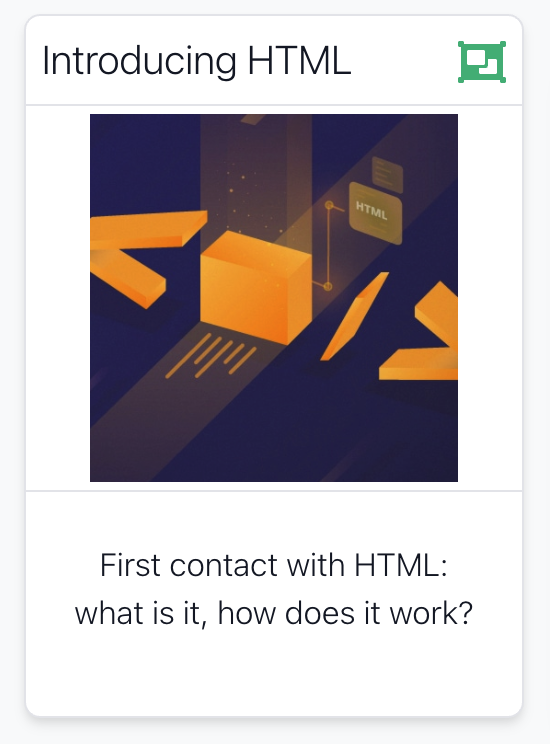 Introducing HTML
HTML
First contact with HTML:
what is it, how does it work?